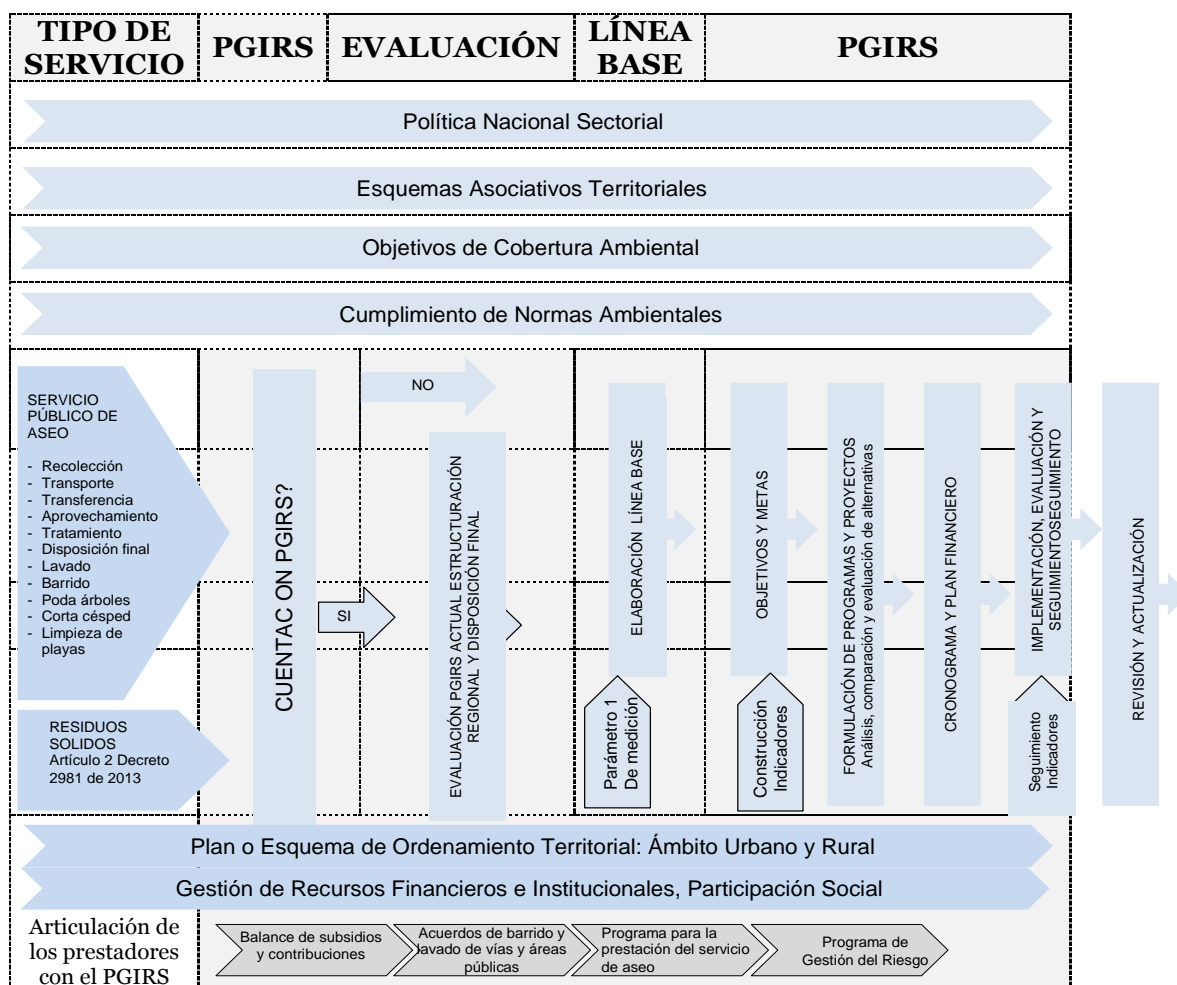 TIPO DE
SERVICIO
PGIRS
EVALUACIÓN
LÍNEA
BASE
PGIRS
Política Nacional Sectorial
Esquemas Asociativos Territoriales
Objetivos de Cobertura Ambiental
Cumplimiento de Normas Ambientales
SERVICIO
PÚBLICO DE
ASEO
- Recolección
- Transporte
- Transferencia
- Aprovechamiento
- Tratamiento
- Disposición final
- Lavado
- Barrido
- Poda árboles
- Corta césped
- Limpieza de
playas
RESIDUOS
SOLIDOS
Artículo 2 Decreto
2981 de 2013
CUENTAC ON PGIRS?
NO
SI
EVALUACIÓN PGIRS ACTUAL ESTRUCTURACIÓN
REGIONAL Y DISPOSICIÓN FINAL
ELABORACIÓN LÍNEA BASE
Parámetro 1
De medición
OBJETIVOS Y METAS
Construcción
Indicadores
FORMULACIÓN DE PROGRAMAS Y PROYECTOS
Análisis, comparación y evaluación de alternativas
CRONOGRAMA Y PLAN FINANCIERO
IMPLEMENTACIÓN, EVALUACIÓN Y
SEGUIMIENTOSEGUIMIENTO
Seguimiento
Indicadores
REVISIÓN Y ACTUALIZACIÓN
Plan o Esquema de Ordenamiento Territorial: Ámbito Urbano y Rural
Gestión de Recursos Financieros e Institucionales, Participación Social
Articulación de
los prestadores
con el PGIRS
Balance de subsidios
y contribuciones
Acuerdos de barrido y
lavado de vías y áreas
públicas
Programa para la
prestación del servicio
de aseo
Programa de
Gestión del Riesgo